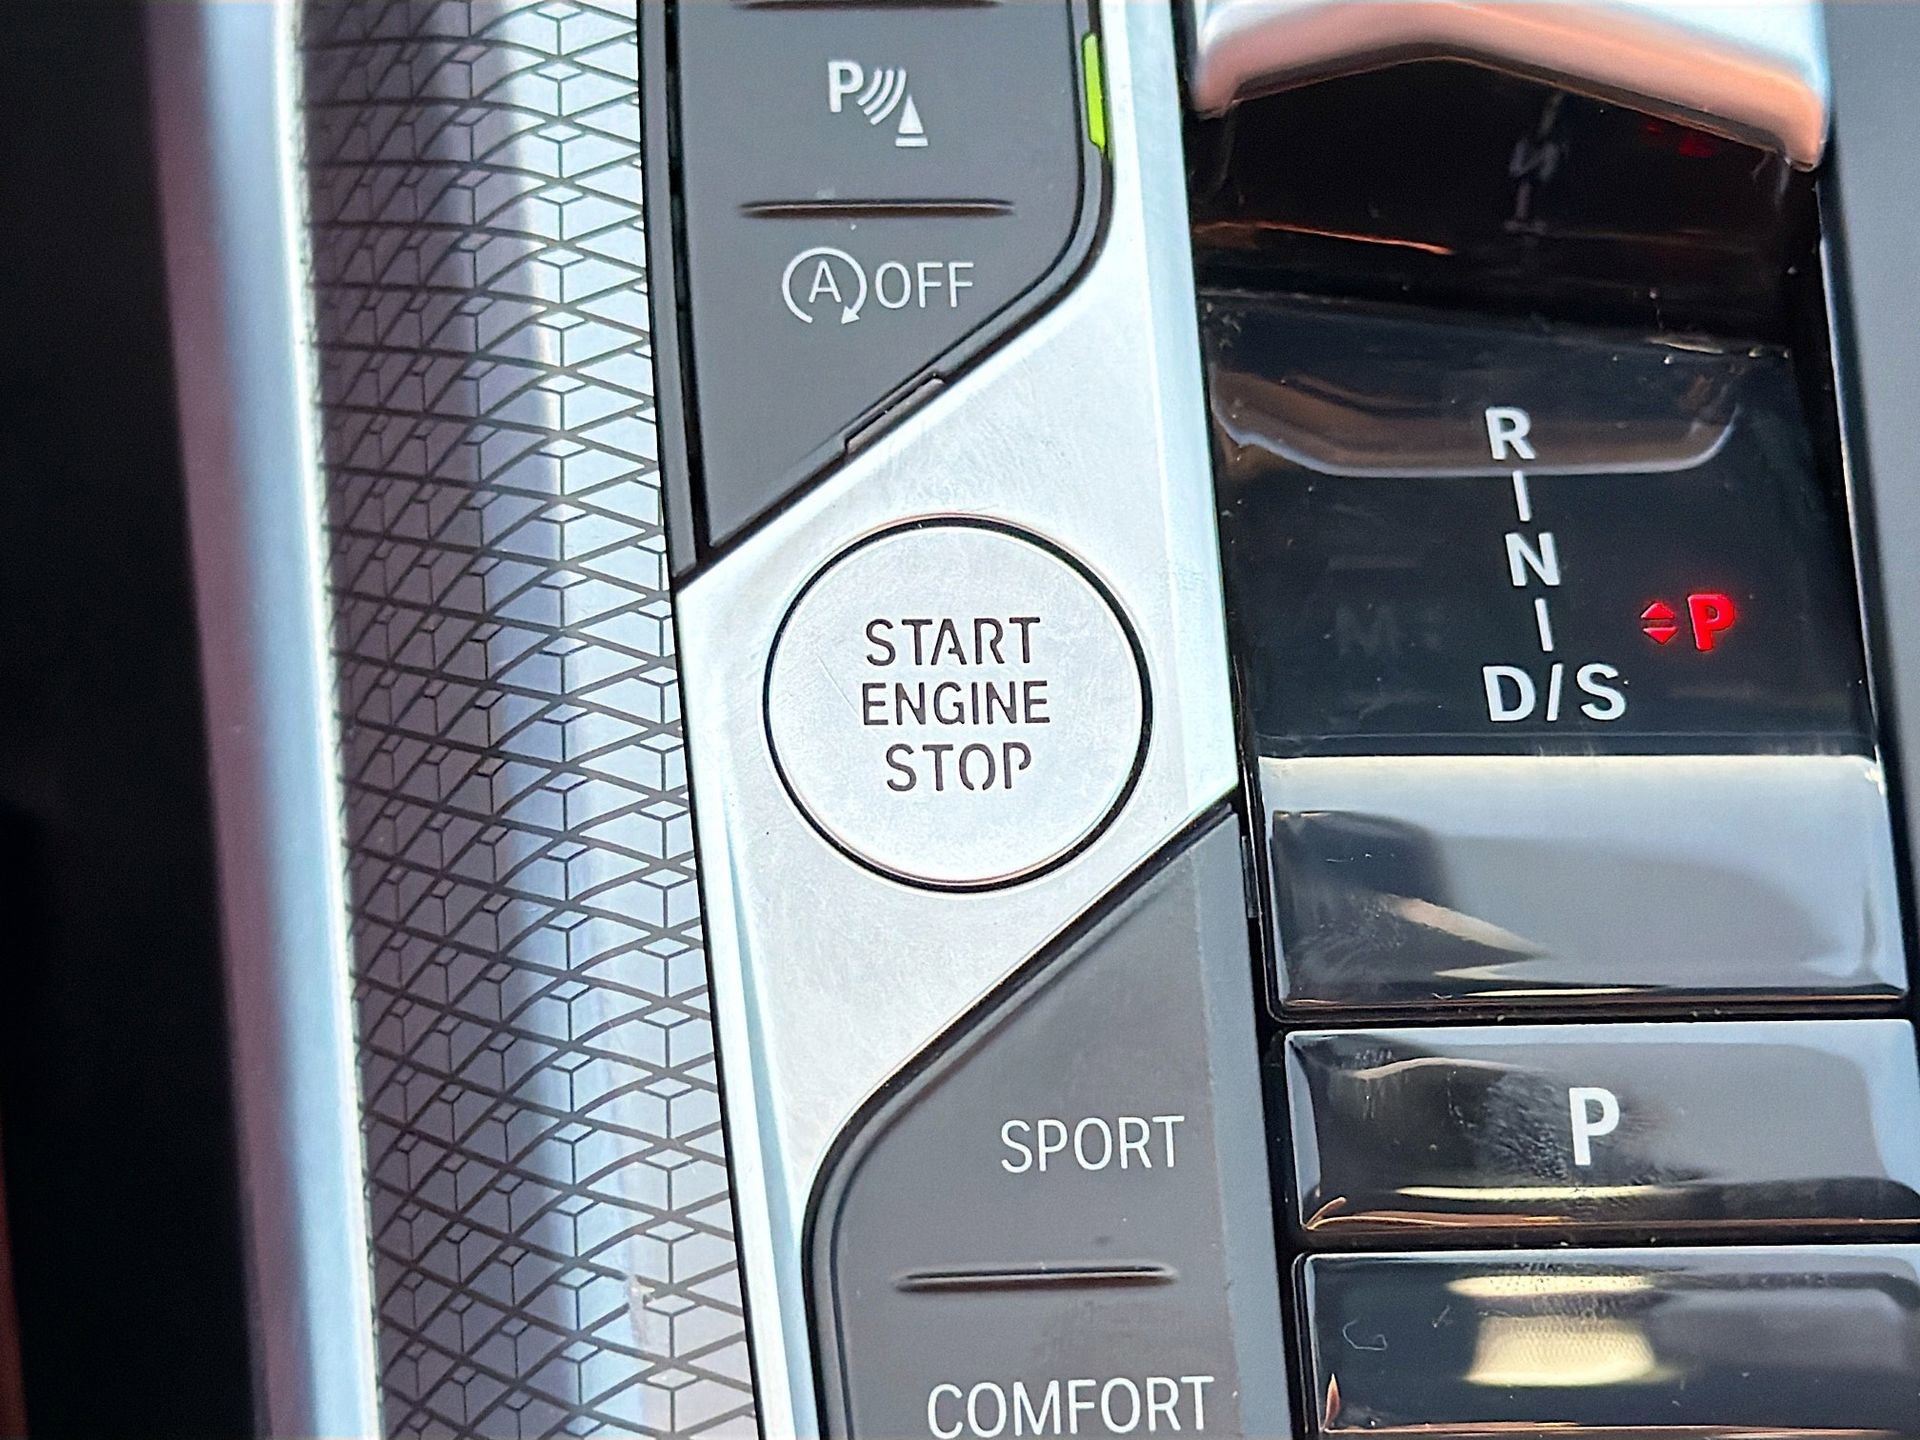 P
A OFF
START
ENGINE
STOP
SPORT
COMFORT
R
N
P
D/S
P